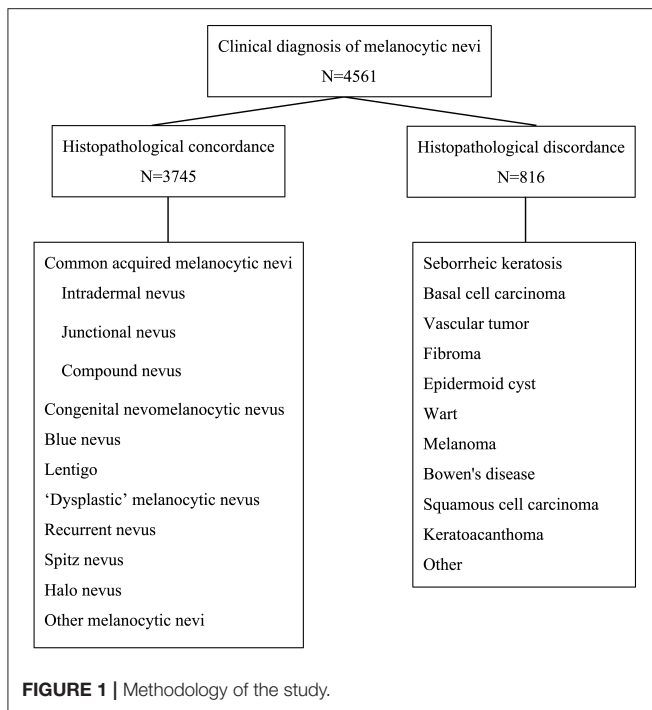 Clinical diagnosis of melanocytic nevi
N=4561
Histopathological concordance
N=3745
Histopathological discordance
N=816
Common acquired melanocytic nevi
Intradermal nevus
Junctional nevus
Compound nevus
Congenital nevomelanocytic nevus
Blue nevus
Lentigo
‘Dysplastic’ melanocytic nevus
Recurrent nevus
Spitz nevus
Halo nevus
Other melanocytic nevi
Seborrheic keratosis
Basal cell carcinoma
Vascular tumor
Fibroma
Epidermoid cyst
Wart
Melanoma
Bowen's disease
Squamous cell carcinoma
Keratoacanthoma
Other
FIGURE 1 | Methodology of the study.